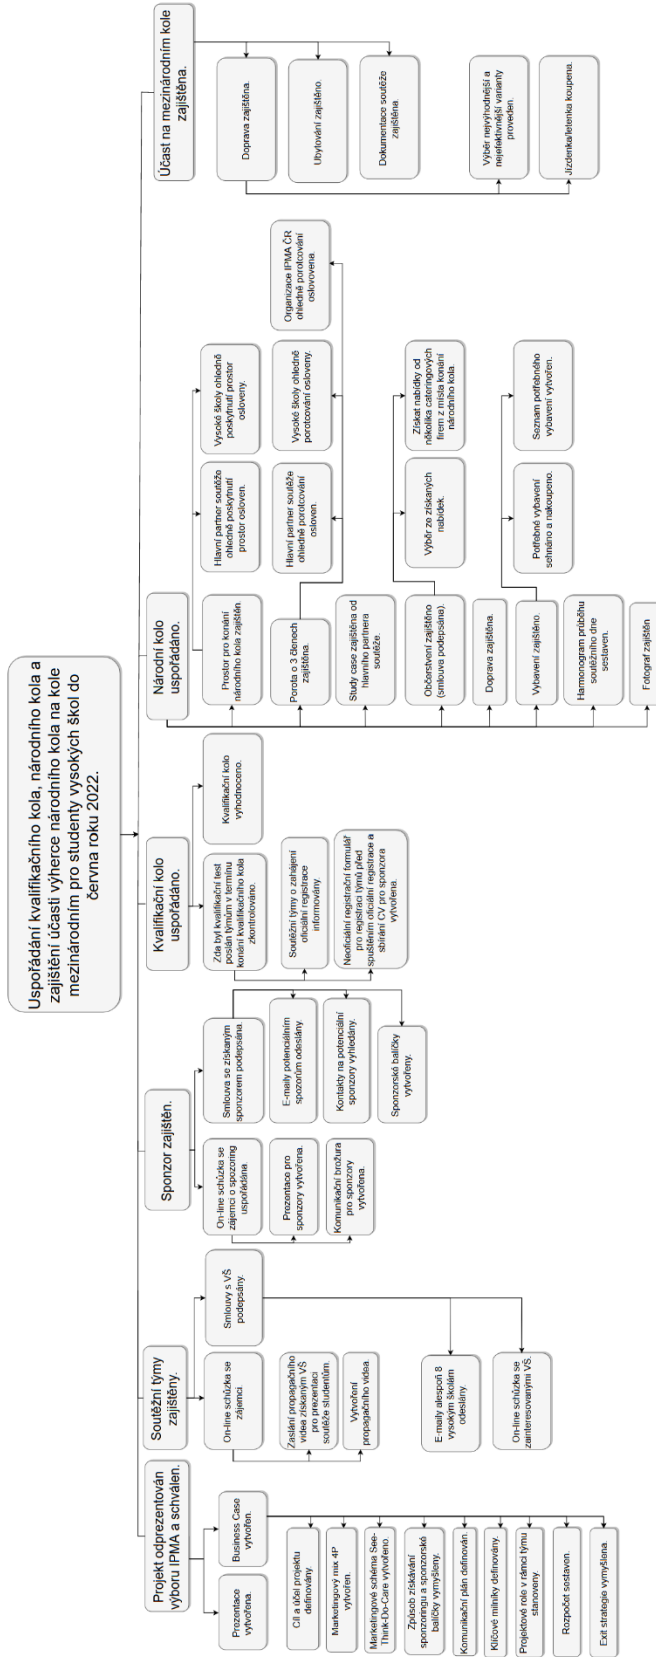 Uspořádání kvalifikačního kola, národního kola a
zajištění účasti výherce národního kola na kole
mezinárodním pro studenty vysokých škol do
června roku 2022.
Projekt odprezentován
výboru IPMA a schválen.
Prezentace
vytvořena.
Business Case
vytvořen.
Cíl a účel projektu
definovány.
Marketingový mix 4P
vytvořen.
Marketingové schéma See-
Think-Do-Care vytvořeno.
Způsob získávání
sponzoringu a sponzorské
balíčky vymyšleny.
Komunikační plán definován.
Klíčové milníky definovány.
Projektové role v rámci týmu
stanoveny.
Rozpočet sestaven.
Exit strategie vymyšlena.
Soutěžní týmy
zajištěny.
On-line schůzka se
zájemci.
Smlouvy s VŠ
podepsány.
Zaslání propagačního
videa získaným VŠ
pro prezentaci
soutěže studentům.
Vytvoření
propagačního videa.
E-maily alespoň 8
vysokým školám
odeslány.
On-line schůzka se
zainteresovanými VŠ.
Sponzor zajištěn.
On-line schůzka se
zájemci o spozoring
uspořádána
Smlouva se získaným
sponzorem podepsána.
Prezentace pro
sponzory vytvořena.
Komunikační brožura
pro sponzory
vytvořena.
E-maily potenciálním
spozorům odeslány.
Kontakty na potenciální
sponzory vyhledány.
Sponzorské balíčky
vytvořeny.
Kvalifikační kolo
uspořádáno.
Zda byl kvalifikační test
poslán týmům v termínu
konání kvalifikačního kola
zkontrolováno.
Kvalifikační kolo
vyhodnoceno.
Soutěžní týmy o zahájení
oficiální registrace
informovány.
Neoficiální registrační formulář
pro registraci týmů před
spuštěním oficiální registrace a
sbírání CV pro sponzora
vytvořena.
Národní kolo
uspořádáno.
Prostor pro konání
národního kola zajištěn.
Hlavní partner soutěže
ohledně poskytnutí
prostor osloven.
Vysoké školy ohledně
poskytnutí prostor
osloveny.
Porota o 3 členech
zajištěna.
Hlavní partner soutěže
ohledně porotcování
osloven.
Vysoké školy ohledně
porotcování osloveny.
Organizace IPMA ČR
ohledně porotcování
oslovovena.
Study case zajištěna od
hlavního partnera
soutěže.
Občerstvení zajištěno
(smlouva podepsána).
Výběr ze získaných
nabídek.
Získat nabídky od
několika cateringových
firem z místa konání
národního kola.
Doprava zajištěna.
Vybavení zajištěno.
Potřebné vybavení
sehnáno a nakoupeno.
Seznam potřebného
vybavení vytvořen.
Harmonogram průběhu
soutěžního dne
sestaven.
Fotograf zajištěn
Účast na mezinárodním kole
zajištěna.
Doprava zajištěna.
Ubytování zajištěno.
Dokumentace soutěže
zajištěna.
Výběr nejvýhodnější a
nejefektivnější varianty
proveden.
Jízdenka/letenka koupena.